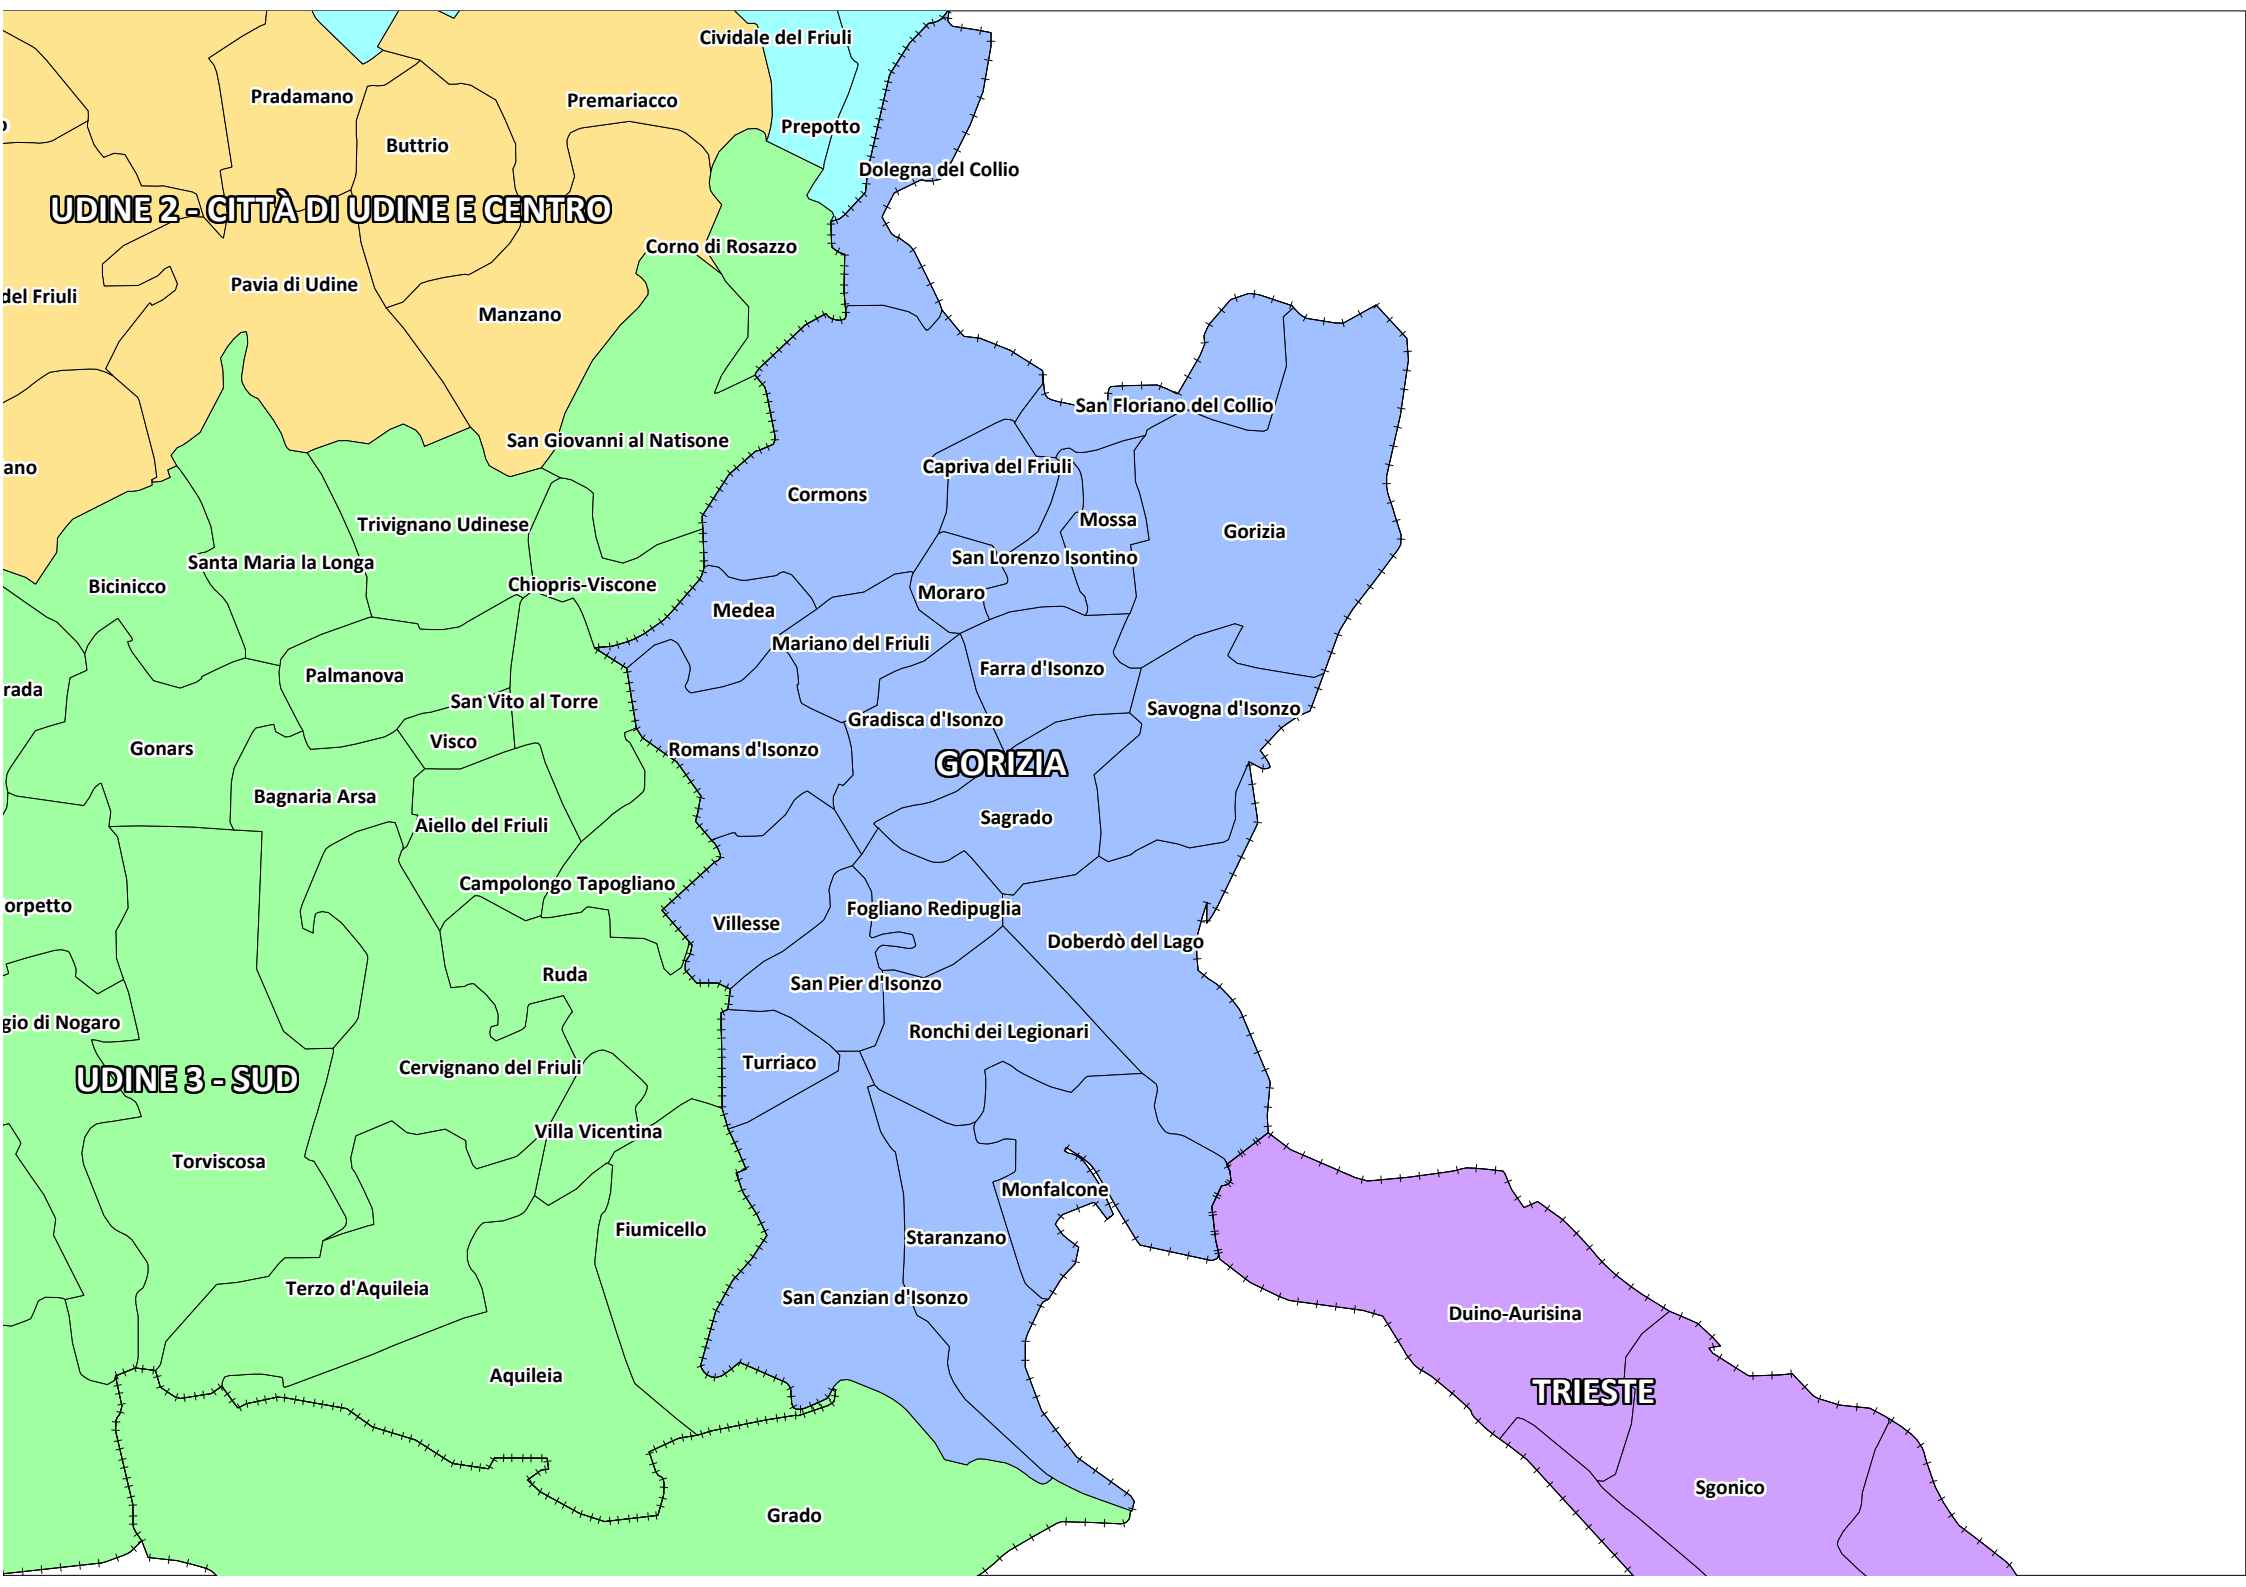 Cividale del Friuli
Pradamano
Premariacco
Prepotto
Buttrio
Dolegna del Collio
UDINE 2 - CITTÀ DI UDINE E CENTRO
Corno di Rosazzo
Pavia di Udine
del Friuli
Manzano
San Floriano del Collio
San Giovanni al Natisone
ano
Capriva del Friuli
Cormons
Mossa
Trivignano Udinese
Gorizia
San Lorenzo Isontino
Santa Maria la Longa
Chiopris-Viscone
Bicinicco
Moraro
Medea
Mariano del Friuli
Farra d'Isonzo
Palmanova
rada
San Vito al Torre
Savogna d'Isonzo
Gradisca d'Isonzo
Visco
Gonars
Romans d'Isonzo
GORIZIA
Bagnaria Arsa
Sagrado
Aiello del Friuli
Campolongo Tapogliano
orpetto
Fogliano Redipuglia
Villesse
Doberdò del Lago
Ruda
San Pier d'Isonzo
gio di Nogaro
Ronchi dei Legionari
Turriaco
Cervignano del Friuli
UDINE 3 - SUD
Villa Vicentina
Torviscosa
Monfalcone
Fiumicello
Staranzano
Terzo d'Aquileia
San Canzian d'Isonzo
Duino-Aurisina
Aquileia
TRIESTE
Sgonico
Grado